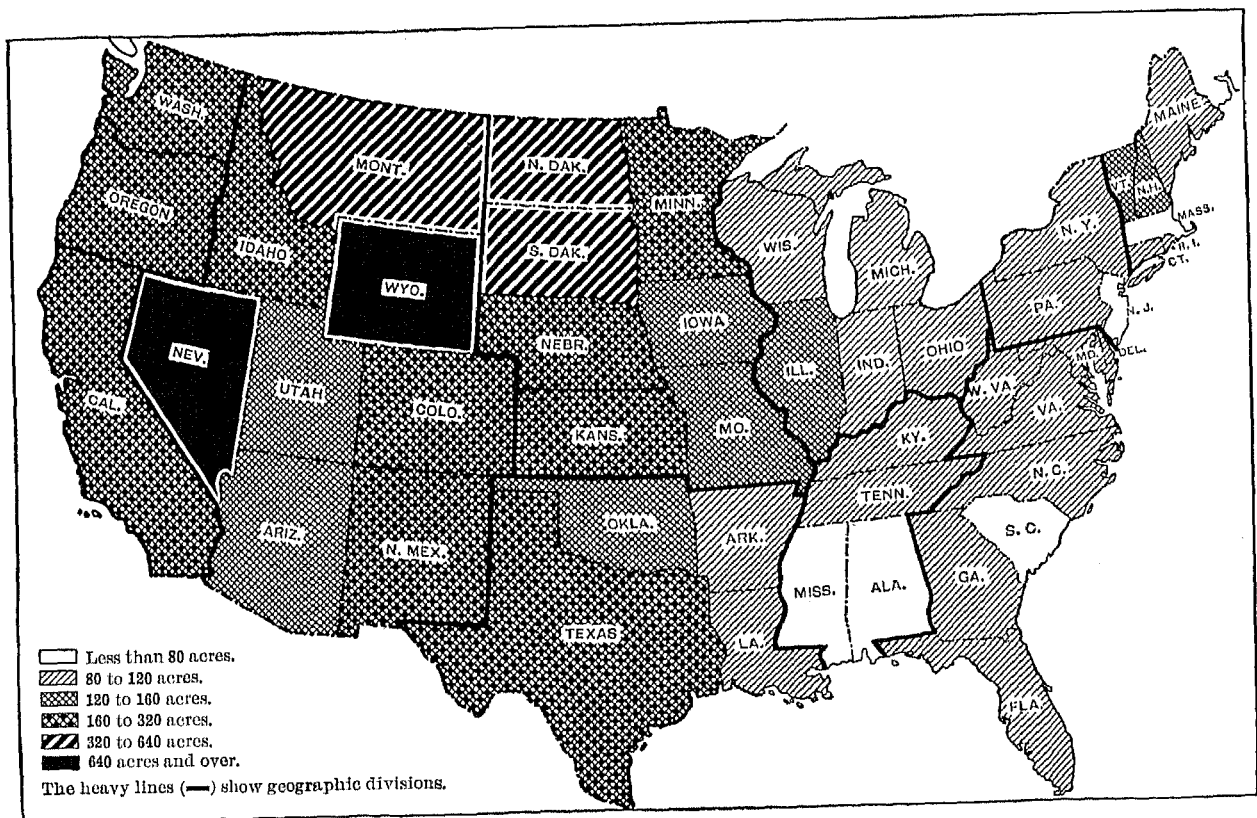 WASH.
OREGON
CAL.
NEV.
IDAHO
MONT.
WYO.
UTAH
ARIZ.
COLO.
N. MEX.
N. DAK.
S. DAK.
NEBR.
KANS.
OKLA.
TEXAS
MINN.
IOWA
MO.
ARK.
LA.
WIS.
ILL.
MICH.
IND.
OHIO
KY.
TENN.
MISS.
ALA.
W. VA.
VA.
N. C.
S. C.
GA.
FLA.
MD.
DEL.
PA.
N. J.
N. Y.
CT.
R. I.
MASS.
VT.
N.H.
MAINE.
Less than 80 acres.
80 to 120 acres.
120 to 160 acres.
160 to 320 acres.
320 to 640 acres.
640 acres and over.
The heavy lines (—) show geographic divisions.